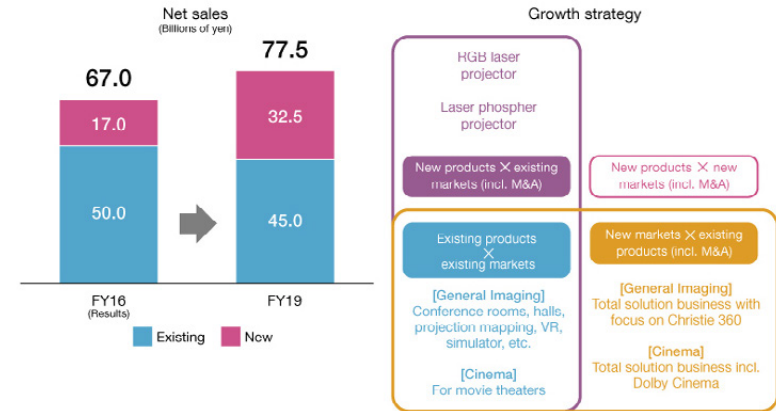 Net sales
(Billions of yen)
67.0
17.0
50.0
77.5
32.5
45.0
FY16
(Results)
FY19
Existing
New
Growth strategy
RGB laser
projector
Laser phospher
projector
New products × existing
markets (incl. M&A)
New products × new
markets (incl. M&A)
Existing products
×
existing markets
New markets × existing
products (incl. M&A)
[General Imaging]
Conference rooms, halls,
projection mapping, VR,
simulator, etc.
[Cinema]
For movie theaters
[General Imaging]
Total solution business with
focus on Christie 360
[Cinema]
Total solution business incl.
Dolby Cinema